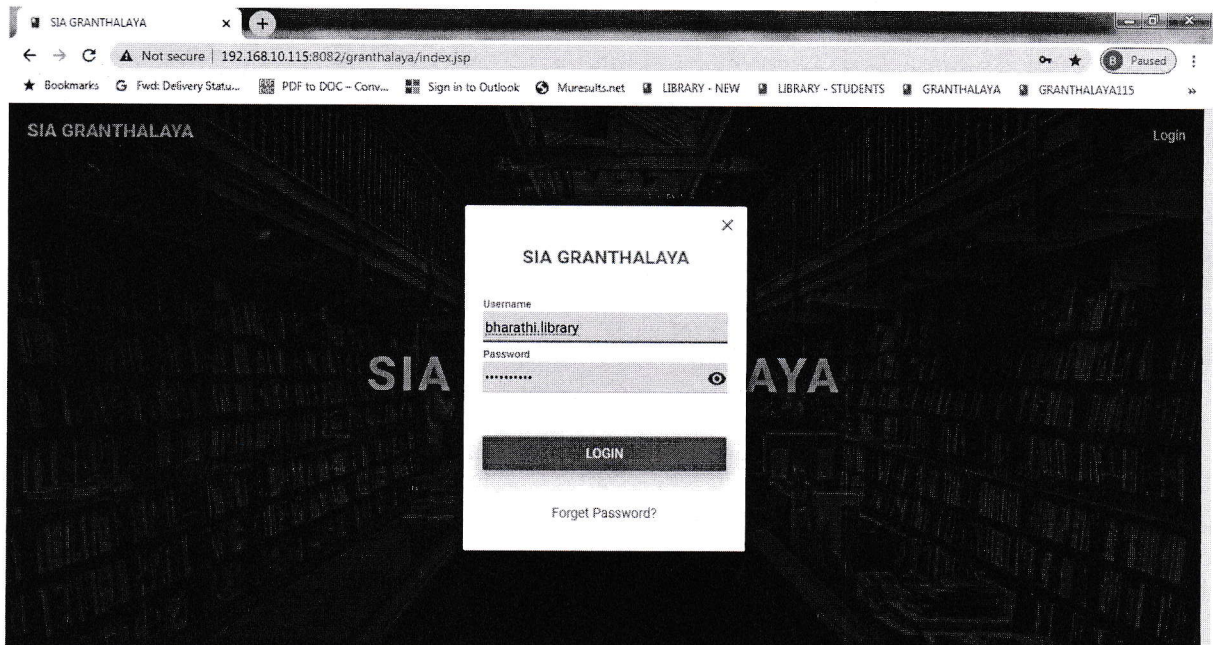 SIA GRANTHALAYA
Not secure | 192.168.10.115:8082/granthalaya/index.jsp
B Paused
Bookmarks Fwd: Delivery Statu... PDF to DOC – Conv... Sign in to Outlook Muresults.net LIBRARY - NEW LIBRARY - STUDENTS GRANTHALAYA GRANTHALAYA115 »
SIA GRANTHALAYA Login
SIA GRANTHALAYA
Username
bharathi.library
Password
••••••••••
SIA AYA
LOGIN
Forget Password?